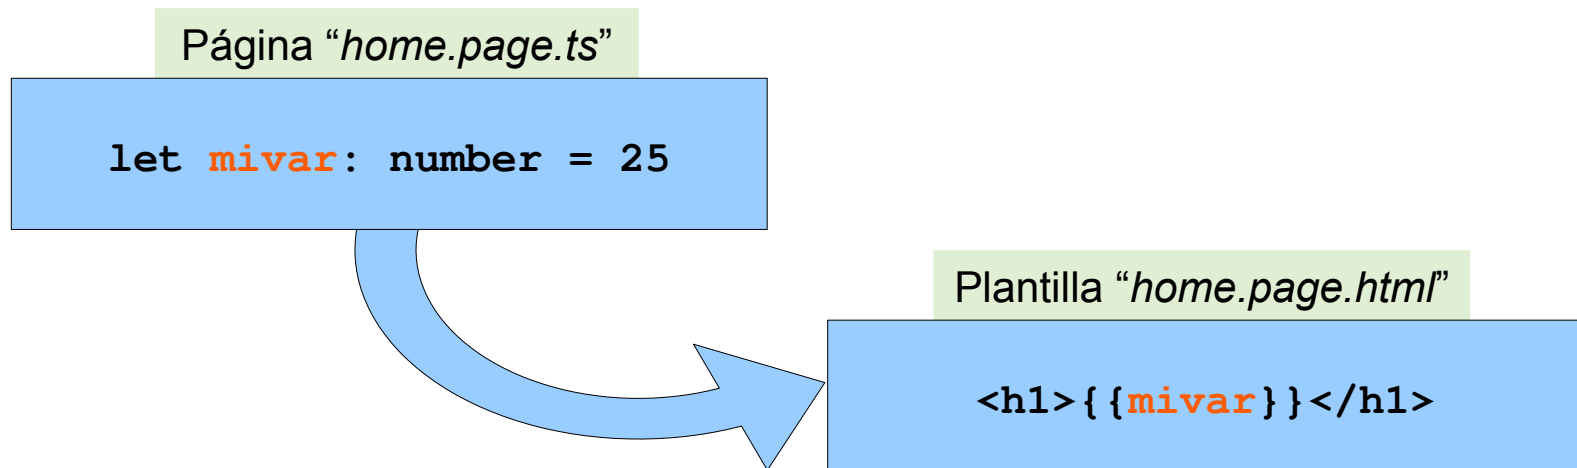 Página “home.page.ts”
let mivar: number = 25
Plantilla “home.page.html”
<h1>{{mivar}}</h1>